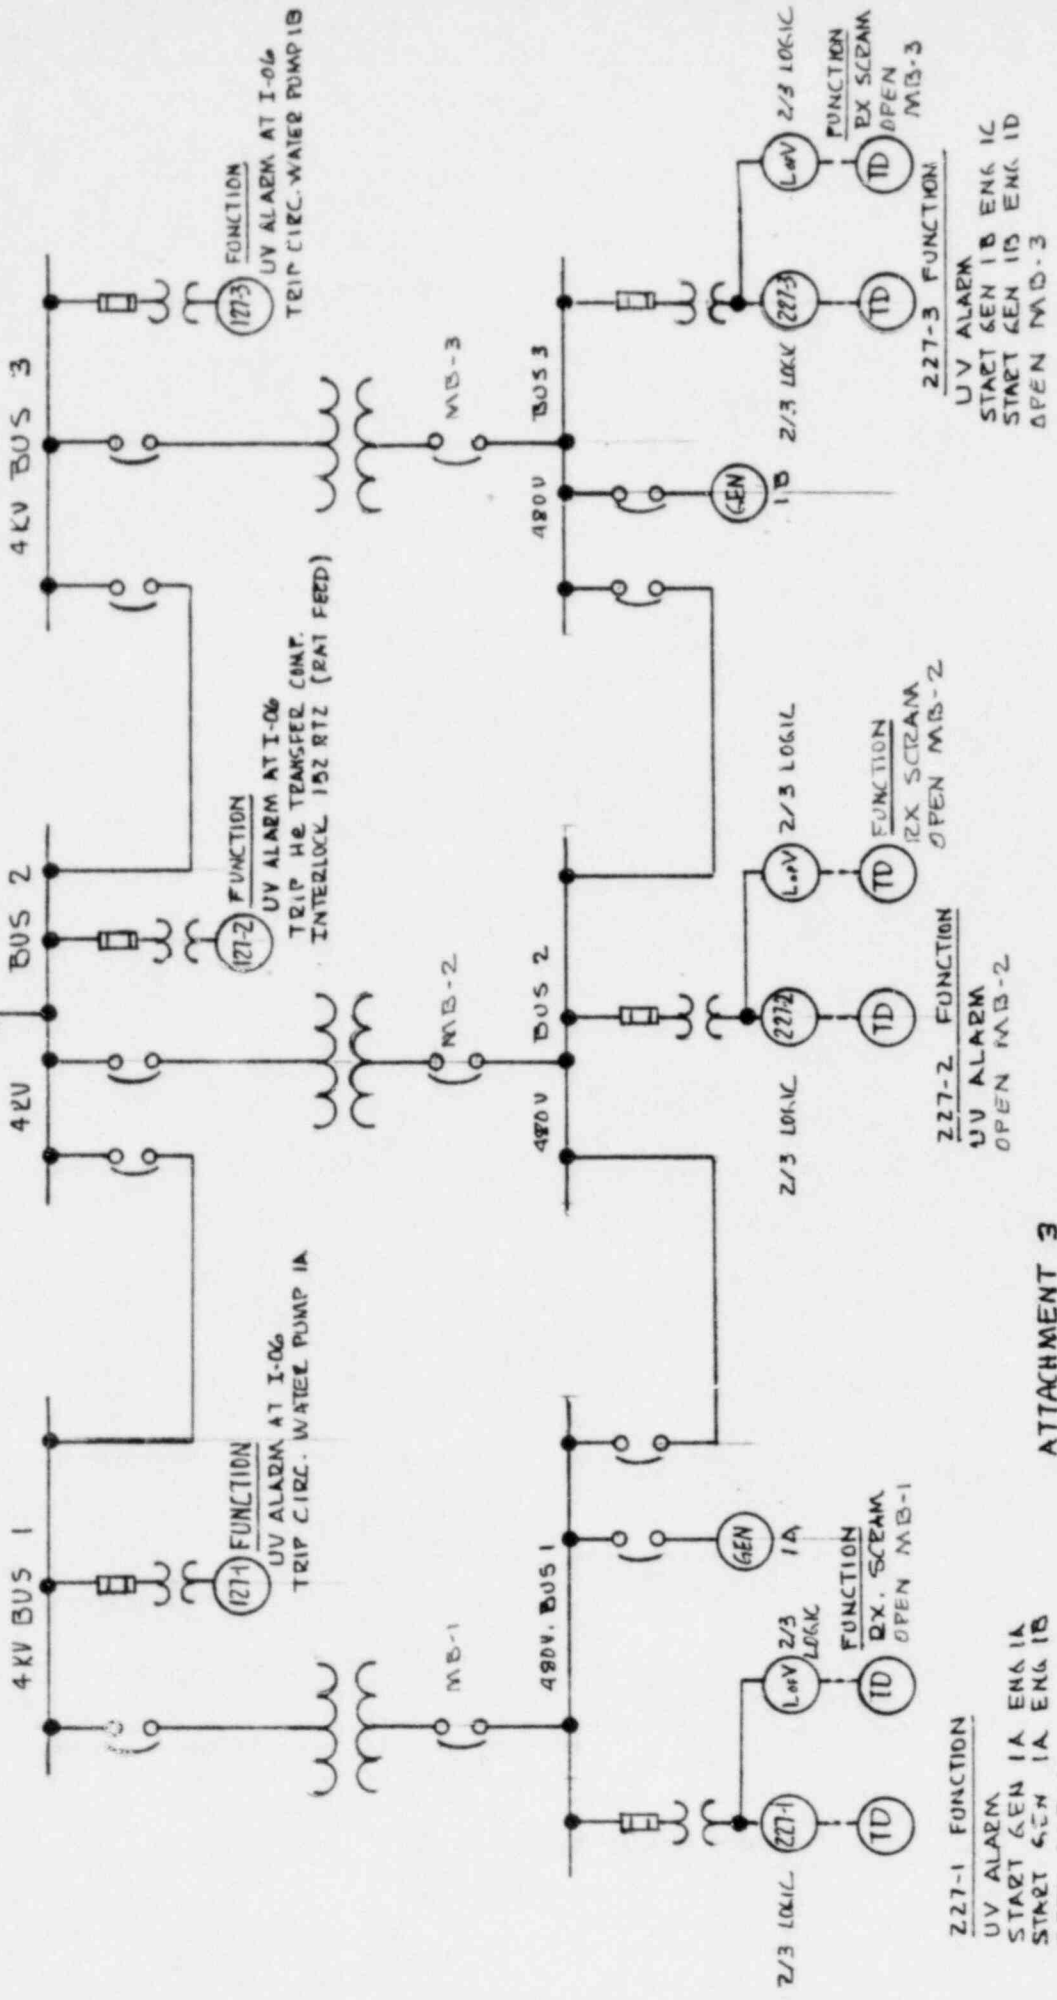 4KV BUS 1
4KV BUS 2
4KV BUS 3
127-1
FUNCTION
UV ALARM AT I-06
TRIP CIRC. WATER PUMP 1A
127-2
FUNCTION
UV ALARM AT I-06
TRIP He TRANSFER COMP.
INTERLOCK 152 RTZ (RAT FEED)
127-3
FUNCTION
UV ALARM AT I-06
TRIP CIRC. WATER PUMP 1B
MB-1
MB-2
MB-3
480V. BUS 1
480V BUS 2
480V BUS 3
GEN
1A
GEN
1B
2/3 LOGIC
227-1
LofV
2/3
LOGIC
TD
TD
FUNCTION
RX. SCRAM
OPEN MB-1
227-1 FUNCTION
UV ALARM
START GEN 1A ENG 1A
START GEN 1A ENG 1B
2/3 LOGIC
227-2
LofV
2/3 LOGIC
TD
TD
FUNCTION
RX SCRAM
OPEN MB-2
227-2 FUNCTION
UV ALARM
OPEN MB-2
2/3 LOGIC
227-3
LofV
2/3 LOGIC
TD
TD
FUNCTION
RX SCRAM
OPEN
MB-3
227-3 FUNCTION
UV ALARM
START GEN 1B ENG 1C
START GEN 1B ENG 1D
OPEN MB-3
ATTACHMENT 3